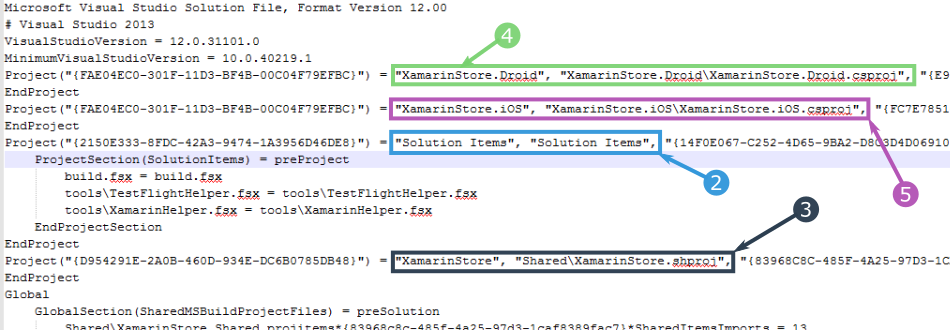 Microsoft Visual Studio Solution File, Format Version 12.00
# Visual Studio 2013
VisualStudioVersion = 12.0.31101.0
MinimumVisualStudioVersion = 10.0.40219.1
Project("{FAE04EC0-301F-11D3-BF4B-00C04F79EFBC}") = "XamarinStore.Droid", "XamarinStore.Droid\XamarinStore.Droid.csproj", "{E9
EndProject
Project("{FAE04EC0-301F-11D3-BF4B-00C04F79EFBC}") = "XamarinStore.iOS", "XamarinStore.iOS\XamarinStore.iOS.csproj", "{FC7E7851
EndProject
Project("{2150E333-8FDC-42A3-9474-1A3956D46DE8}") = "Solution Items", "Solution Items", "{14F0E067-C252-4D65-9BA2-D8C3D4D06910
ProjectSection(SolutionItems) = preProject
build.fsx = build.fsx
tools\TestFlightHelper.fsx = tools\TestFlightHelper.fsx
tools\XamarinHelper.fsx = tools\XamarinHelper.fsx
EndProjectSection
EndProject
Project("{D954291E-2A0B-460D-934E-DC6B0785DB48}") = "XamarinStore", "Shared\XamarinStore.shproj", "{83968C8C-485F-4A25-97D3-1C
EndProject
Global
GlobalSection(SharedMSBuildProjectFiles) = preSolution
Shared\XamarinStore.Shared.projitems*{83968c8c-485f-4a25-97d3-1caf8389fac7}*SharedItemsImports = 13
4
5
2
3